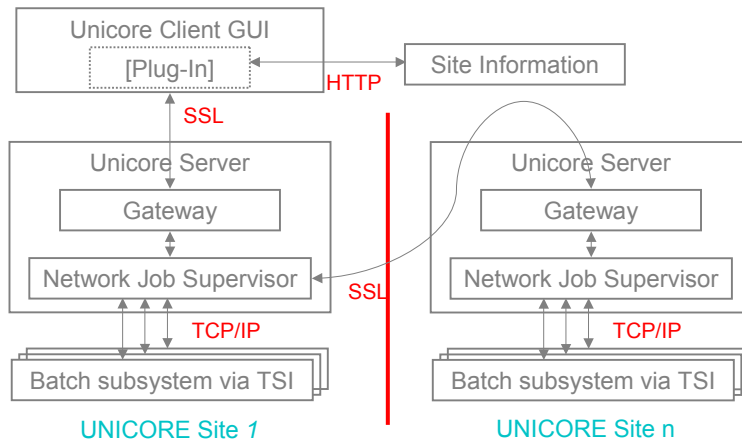 Unicore Client GUI
[Plug-In]
HTTP
Site Information
SSL
Unicore Server
Gateway
Network Job Supervisor
TCP/IP
Batch subsystem via TSI
UNICORE Site 1
SSL
Unicore Server
Gateway
Network Job Supervisor
TCP/IP
Batch subsystem via TSI
UNICORE Site n